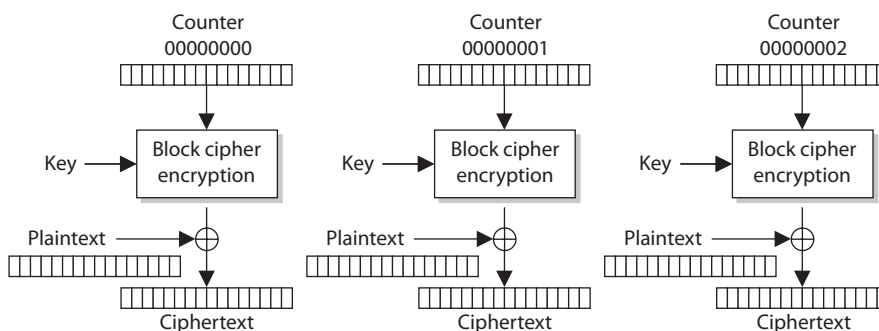 Counter Counter Counter
00000000 00000001 00000002
Key Block cipher Key Block cipher Key Block cipher
encryption encryption encryption
Plaintext Plaintext Plaintext
Ciphertext Ciphertext Ciphertext